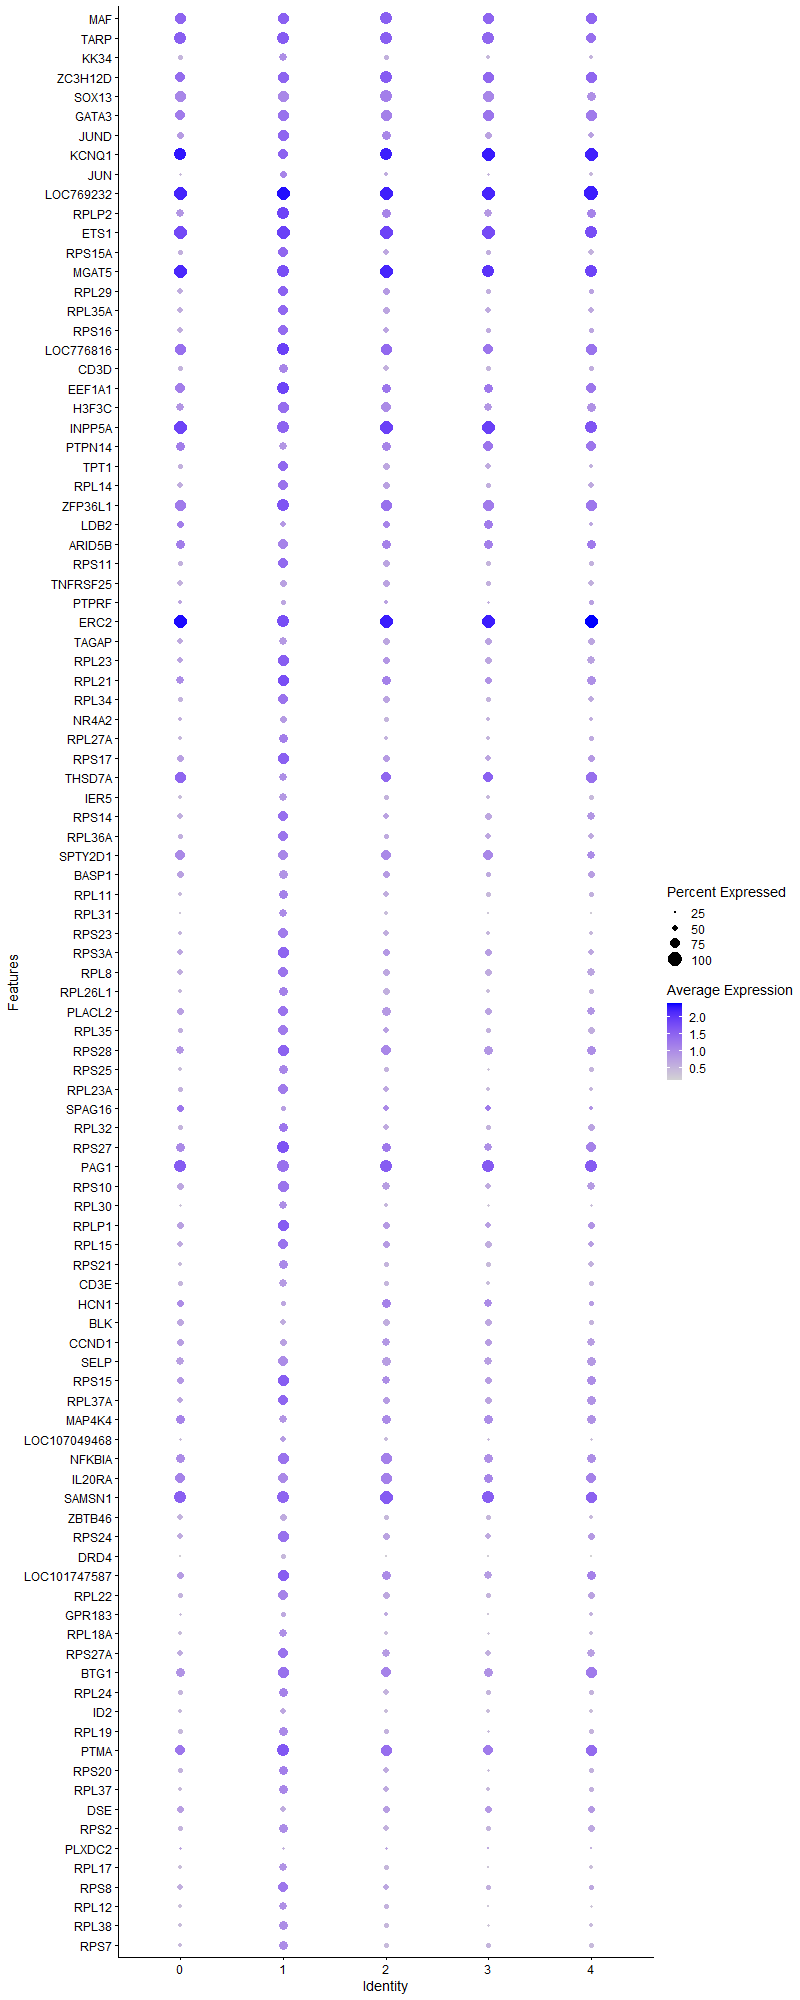 MAF
TARP
KK34
ZC3H12D
SOX13
GATA3
JUND
KCNQ1
JUN
LOC769232
RPLP2
ETS1
RPS15A
MGAT5
RPL29
RPL35A
RPS16
LOC776816
CD3D
EEF1A1
H3F3C
INPP5A
PTPN14
TPT1
RPL14
ZFP36L1
LDB2
ARID5B
RPS11
TNFRSF25
PTPRF
ERC2
TAGAP
RPL23
RPL21
RPL34
NR4A2
RPL27A
RPS17
THSD7A
IER5
RPS14
RPL36A
SPTY2D1
BASP1
RPL11
RPL31
RPS23
RPS3A
RPL8
RPL26L1
PLACL2
RPL35
RPS28
RPS25
RPL23A
SPAG16
RPL32
RPS27
PAG1
RPS10
RPL30
RPLP1
RPL15
RPS21
CD3E
HCN1
BLK
CCND1
SELP
RPS15
RPL37A
MAP4K4
LOC107049468
NFKBIA
IL20RA
SAMSN1
ZBTB46
RPS24
DRD4
LOC101747587
RPL22
GPR183
RPL18A
RPS27A
BTG1
RPL24
ID2
RPL19
PTMA
RPS20
RPL37
DSE
RPS2
PLXDC2
RPL17
RPS8
RPL12
RPL38
RPS7
Features
0 1 2 3 4
Identity
Percent Expressed
25
50
75
100
Average Expression
2.0
1.5
1.0
0.5